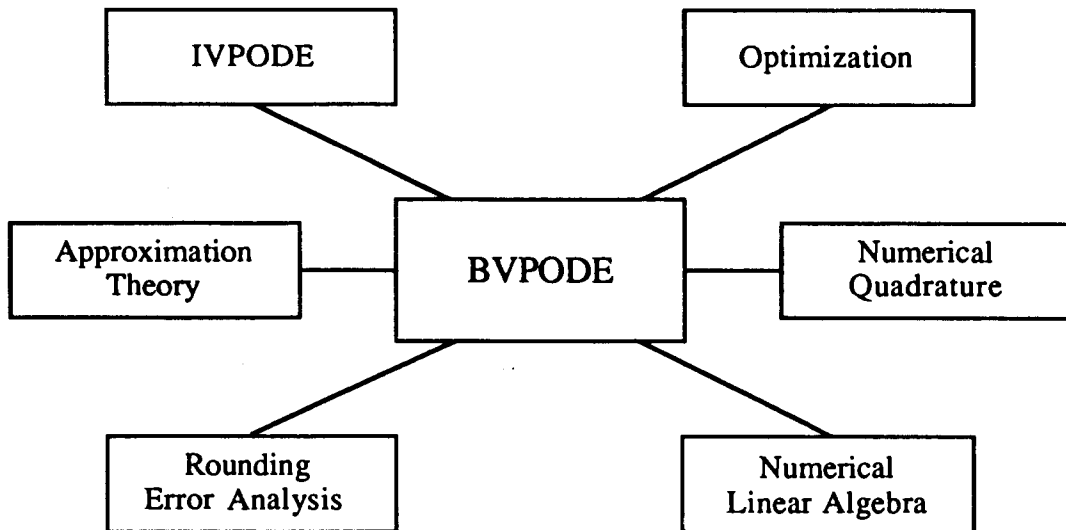 IVPODE
Optimization
Approximation
Theory
BVPODE
Numerical
Quadrature
Rounding
Error Analysis
Numerical
Linear Algebra